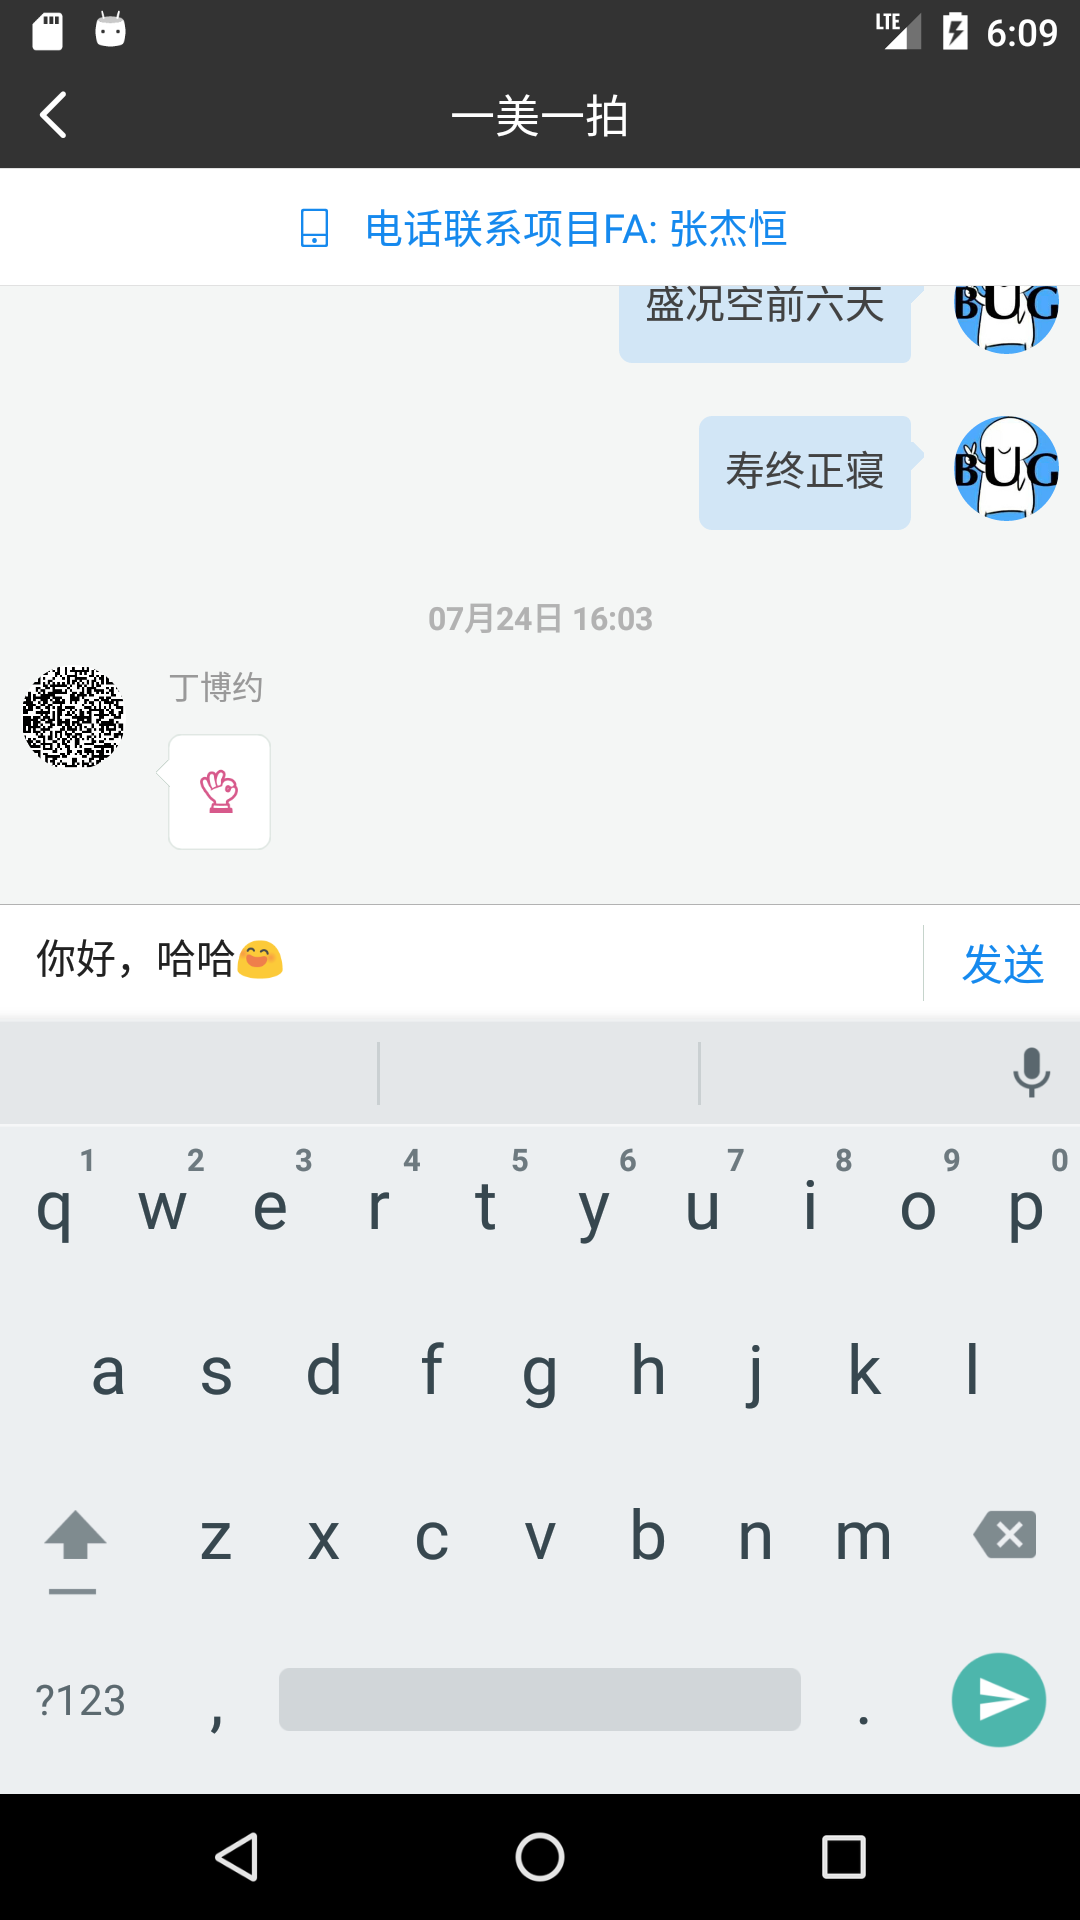 LTE 6:09
一美一拍
电话联系项目FA: 张杰恒
盛况空前六天
BUG
寿终正寝
BUG
07月24日 16:03
丁博约
你好，哈哈😄
发送
1 2 3 4 5 6 7 8 9 0
q w e r t y u i o p
a s d f g h j k l
z x c v b n m
?123 , .